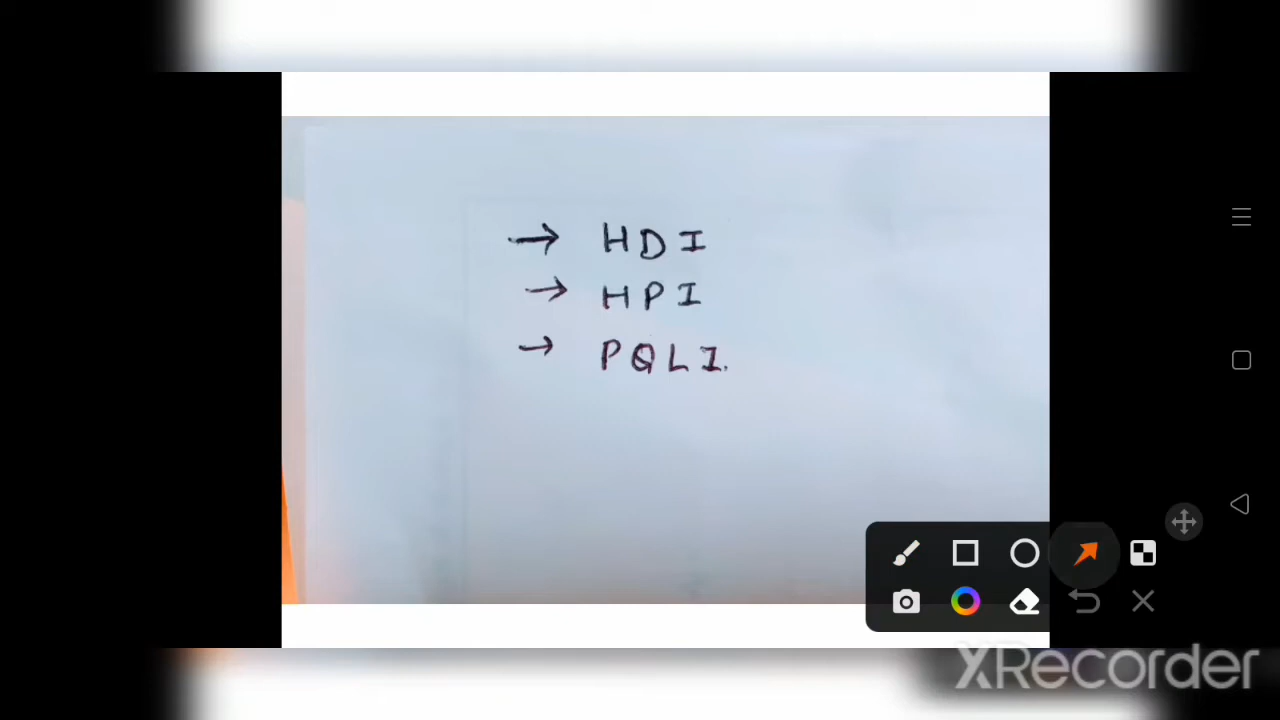 → HDI
→ HPI
→ PQLI.
XRecorder